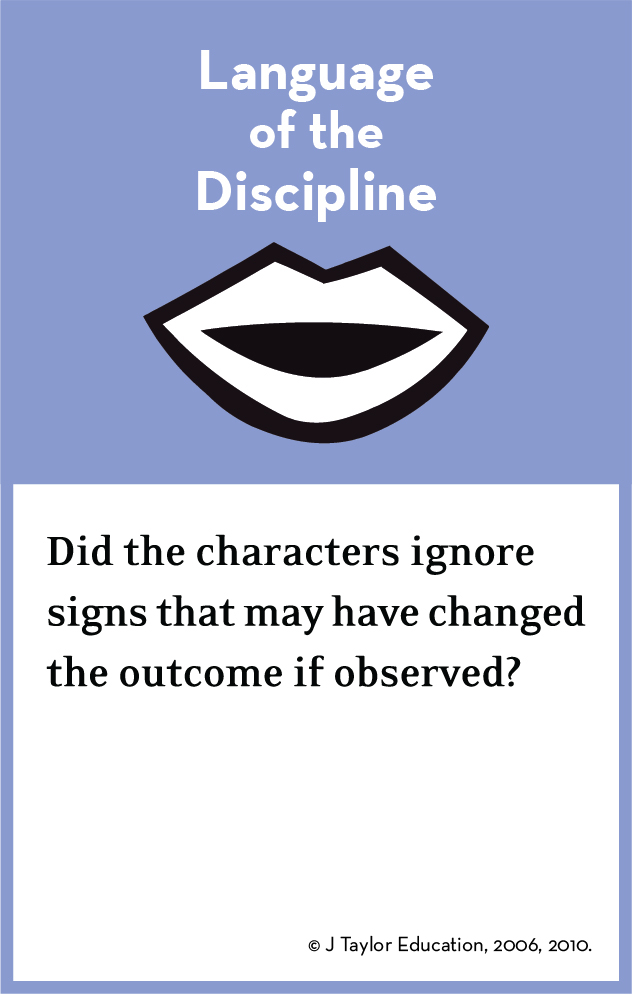 Language
of the
Discipline
Did the characters ignore
signs that may have changed
the outcome if observed?
© J Taylor Education, 2006, 2010.